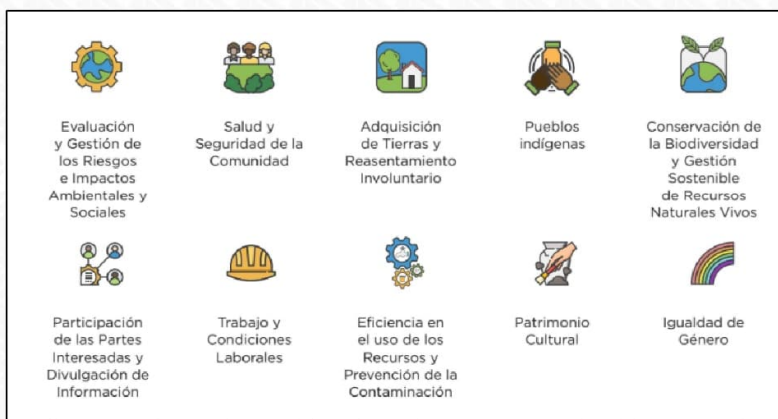 Evaluación
y Gestión de
los Riesgos
e Impactos
Ambientales y
Sociales
Salud y
Seguridad de la
Comunidad
Adquisición
de Tierras y
Reasentamiento
Involuntario
Pueblos
indígenas
Conservación de
la Biodiversidad
y Gestión
Sostenible
de Recursos
Naturales Vivos
Participación
de las Partes
Interesadas y
Divulgación de
Información
Trabajo y
Condiciones
Laborales
Eficiencia en
el uso de los
Recursos y
Prevención de la
Contaminación
Patrimonio
Cultural
Igualdad de
Género